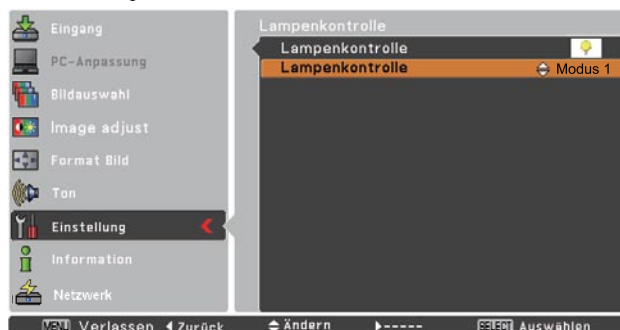 Eingang
PC-Anpassung
Bildauswahl
Image adjust
Format Bild
Ton
Einstellung
Information
Netzwerk
Lampenkontrolle
Lampenkontrolle
Lampenkontrolle Modus 1
MENU Verlassen Zurück Ändern ----- SELECT Auswählen